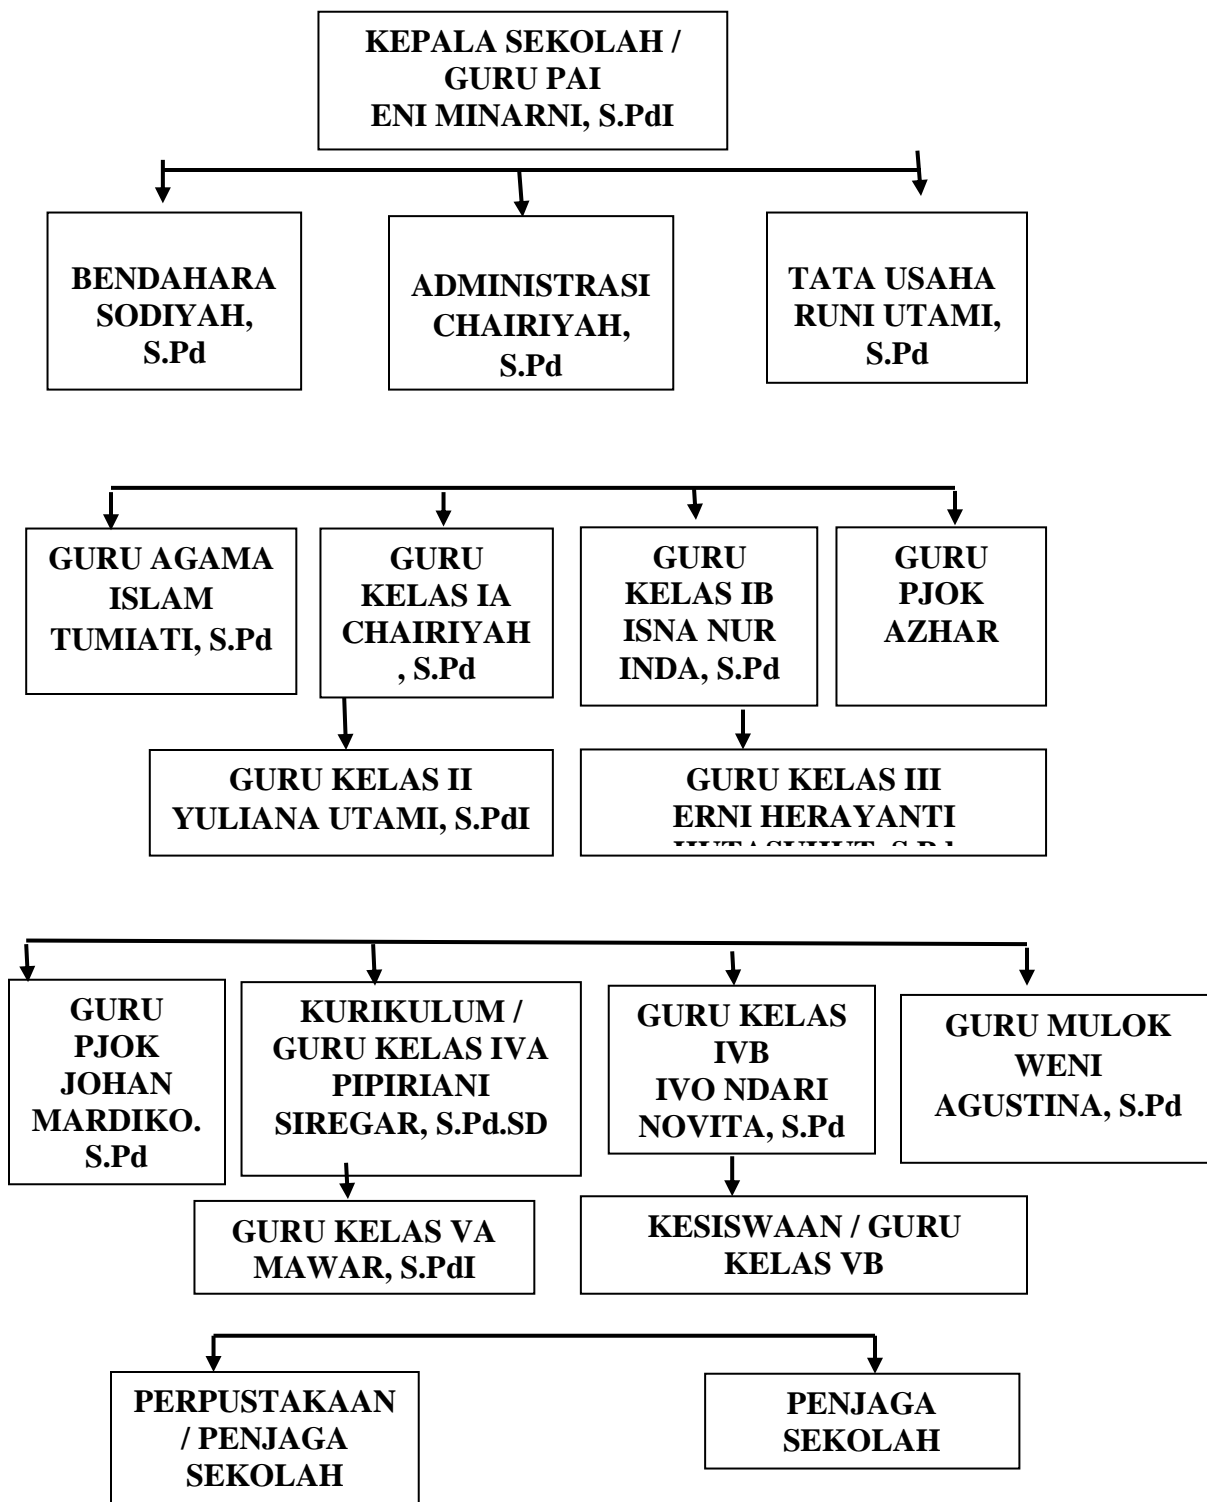 KEPALA SEKOLAH /
GURU PAI
ENI MINARNI, S.PdI
BENDAHARA
SODIYAH,
S.Pd
ADMINISTRASI
CHAIRIYAH,
S.Pd
TATA USAHA
RUNI UTAMI,
S.Pd
GURU AGAMA
ISLAM
TUMIATI, S.Pd
GURU
KELAS IA
CHAIRIYAH
, S.Pd
GURU
KELAS IB
ISNA NUR
INDA, S.Pd
GURU
PJOK
AZHAR
GURU KELAS II
YULIANA UTAMI, S.PdI
GURU KELAS III
ERNI HERAYANTI
HUTASUHUT, S.Pd
GURU
PJOK
JOHAN
MARDIKO.
S.Pd
KURIKULUM /
GURU KELAS IVA
PIPIRIANI
SIREGAR, S.Pd.SD
GURU KELAS
IVB
IVO NDARI
NOVITA, S.Pd
GURU MULOK
WENI
AGUSTINA, S.Pd
GURU KELAS VA
MAWAR, S.PdI
KESISWAAN / GURU
KELAS VB
PERPUSTAKAAN
/ PENJAGA
SEKOLAH
PENJAGA
SEKOLAH